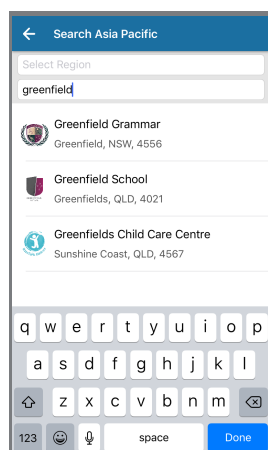 Search Asia Pacific
Select Region
greenfield
Greenfield Grammar
Greenfield, NSW, 4556
Greenfield School
Greenfields, QLD, 4021
Greenfields Child Care Centre
Sunshine Coast, QLD, 4567
q w e r t y u i o p
a s d f g h j k l
z x c v b n m
123 space Done